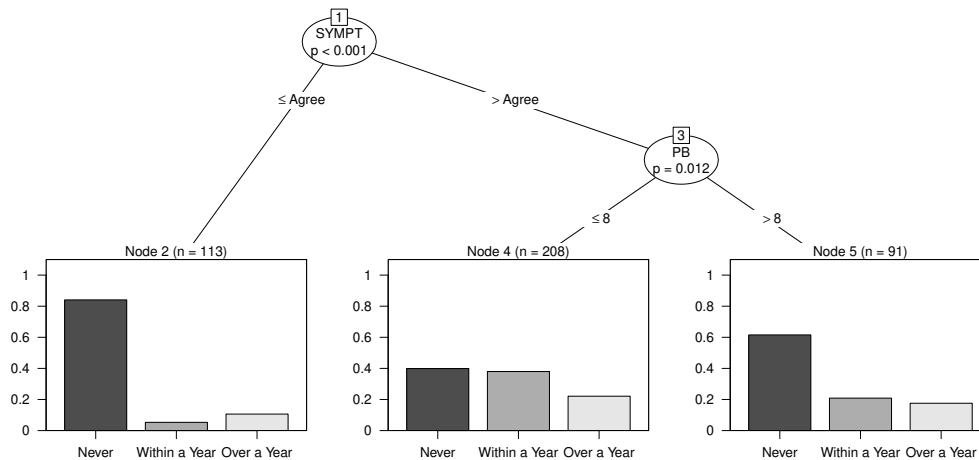 1
SYMPT
p < 0.001
≤ Agree
> Agree
3
PB
p = 0.012
≤ 8
> 8
Node 2 (n = 113)
1
0.8
0.6
0.4
0.2
0
Never Within a Year Over a Year
Node 4 (n = 208)
1
0.8
0.6
0.4
0.2
0
Never Within a Year Over a Year
Node 5 (n = 91)
1
0.8
0.6
0.4
0.2
0
Never Within a Year Over a Year